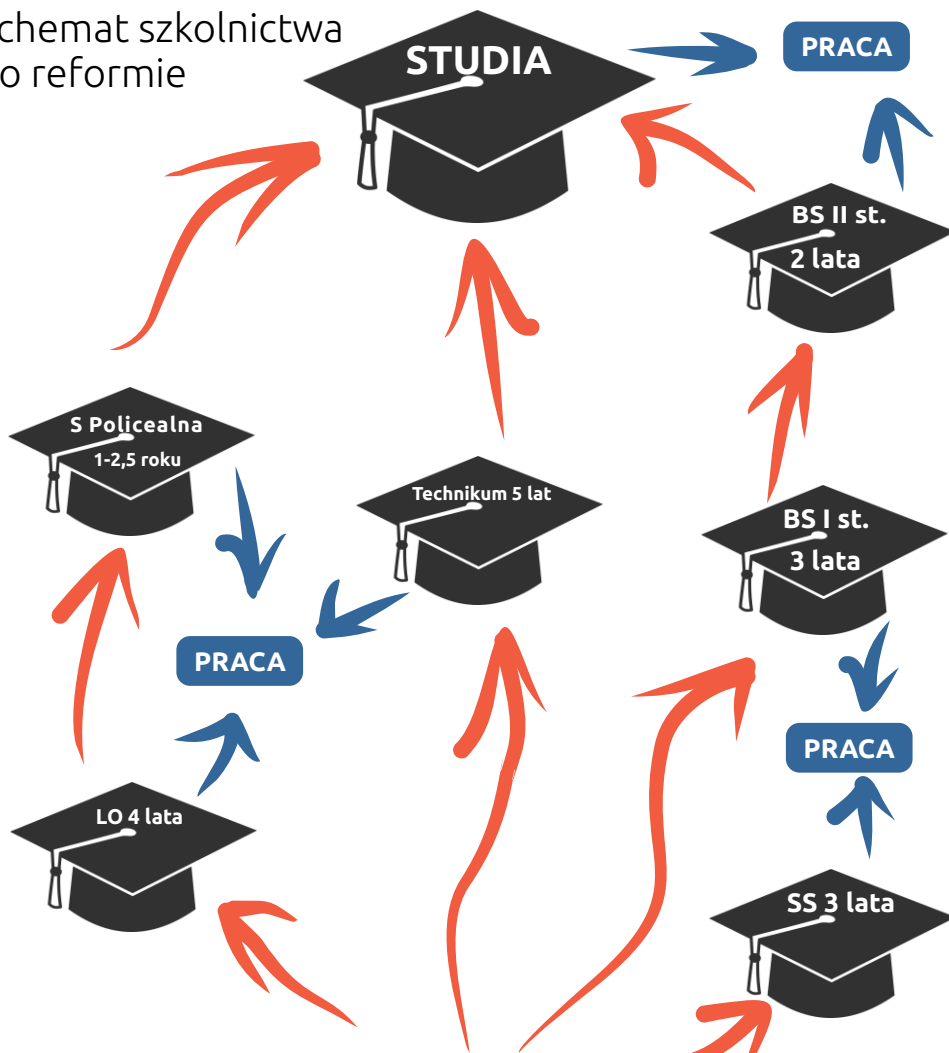 chemat szkolnictwa
o reformie
STUDIA
PRACA
BS II st.
2 lata
S Policealna
1-2,5 roku
Technikum 5 lat
BS I st.
3 lata
PRACA
PRACA
LO 4 lata
SS 3 lata